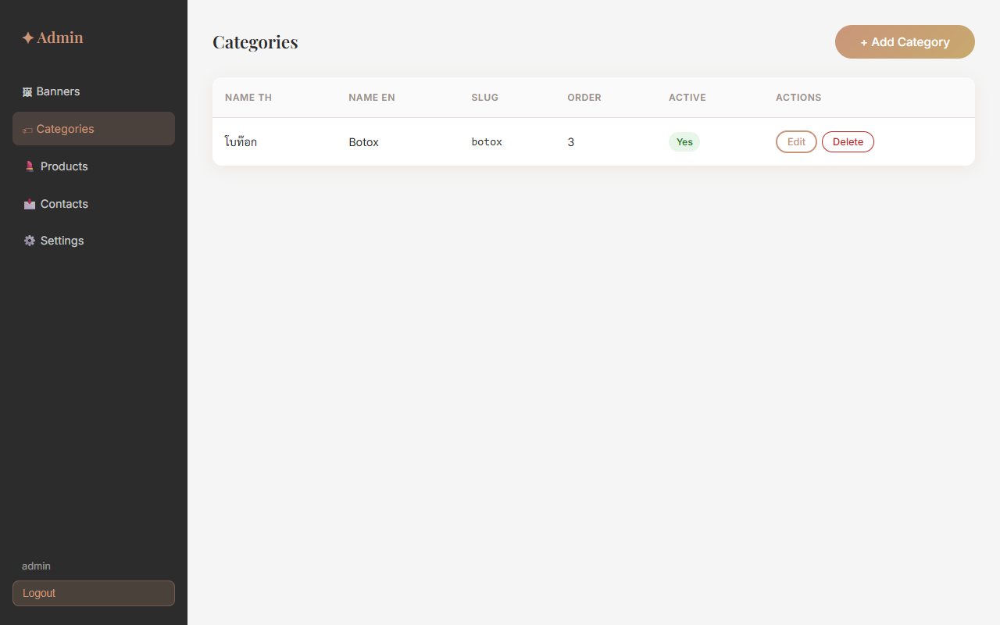 ✦ Admin
Banners
Categories
Products
Contacts
Settings
admin
Logout
Categories
+ Add Category
NAME TH NAME EN SLUG ORDER ACTIVE ACTIONS
โบท๊อก Botox botox 3 Yes Edit Delete